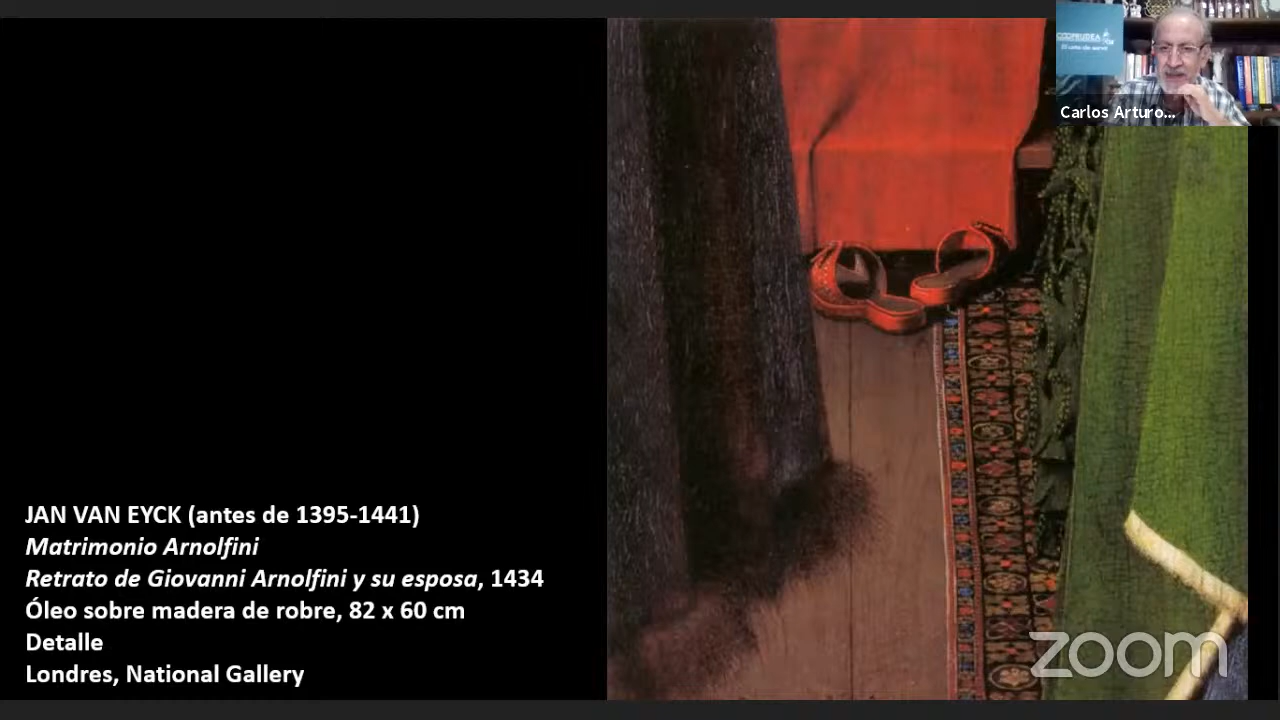 COOPRUDEA
Carlos Arturo...
JAN VAN EYCK (antes de 1395-1441)
Matrimonio Arnolfini
Retrato de Giovanni Arnolfini y su esposa, 1434
Óleo sobre madera de robre, 82 x 60 cm
Detalle
Londres, National Gallery
zoom